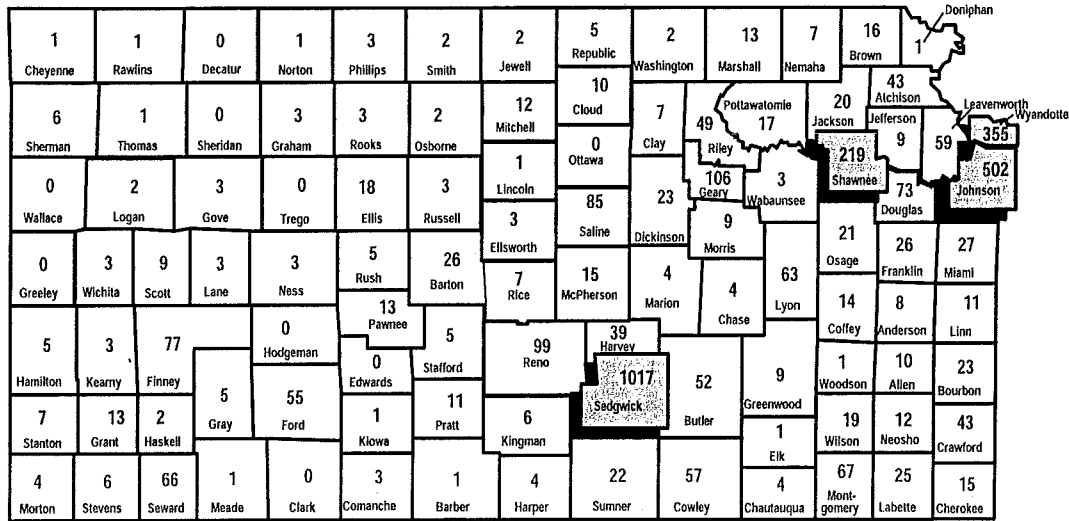 Doniphan
1
Cheyenne
1
Rawlins
0
Decatur
1
Norton
3
Phillips
2
Smith
2
Jewell
5
Republic
2
Washington
13
Marshall
7
Nemaha
16
Brown
1
6
Sherman
1
Thomas
0
Sheridan
3
Graham
3
Rooks
2
Osborne
12
Mitchell
10
Cloud
7
Clay
49
Riley
Pottawatomie
17
20
Jackson
43
Atchison
Jefferson
9
Leavenworth
59
Wyandotte
355
0
Ottawa
219
Shawnee
502
Johnson
0
Wallace
2
Logan
3
Gove
0
Trego
18
Ellis
3
Russell
1
Lincoln
85
Saline
23
Dickinson
106
Geary
3
Wabaunsee
73
Douglas
3
Ellsworth
9
Morris
21
Osage
26
Franklin
27
Miami
0
Greeley
3
Wichita
9
Scott
3
Lane
3
Ness
5
Rush
26
Barton
7
Rice
15
McPherson
4
Marion
4
Chase
63
Lyon
14
Coffey
8
Anderson
11
Linn
5
Hamilton
3
Kearny
77
Finney
0
Hodgeman
13
Pawnee
5
Stafford
99
Reno
39
Harvey
0
Edwards
1017
Sedgwick
52
Butler
9
Greenwood
1
Woodson
10
Allen
23
Bourbon
5
Gray
55
Ford
7
Stanton
13
Grant
2
Haskell
1
Kiowa
11
Pratt
6
Kingman
1
Elk
19
Wilson
12
Neosho
43
Crawford
4
Morton
6
Stevens
66
Seward
1
Meade
0
Clark
3
Comanche
1
Barber
4
Harper
22
Sumner
57
Cowley
4
Chautauqua
67
Mont-
gomery
25
Labette
15
Cherokee